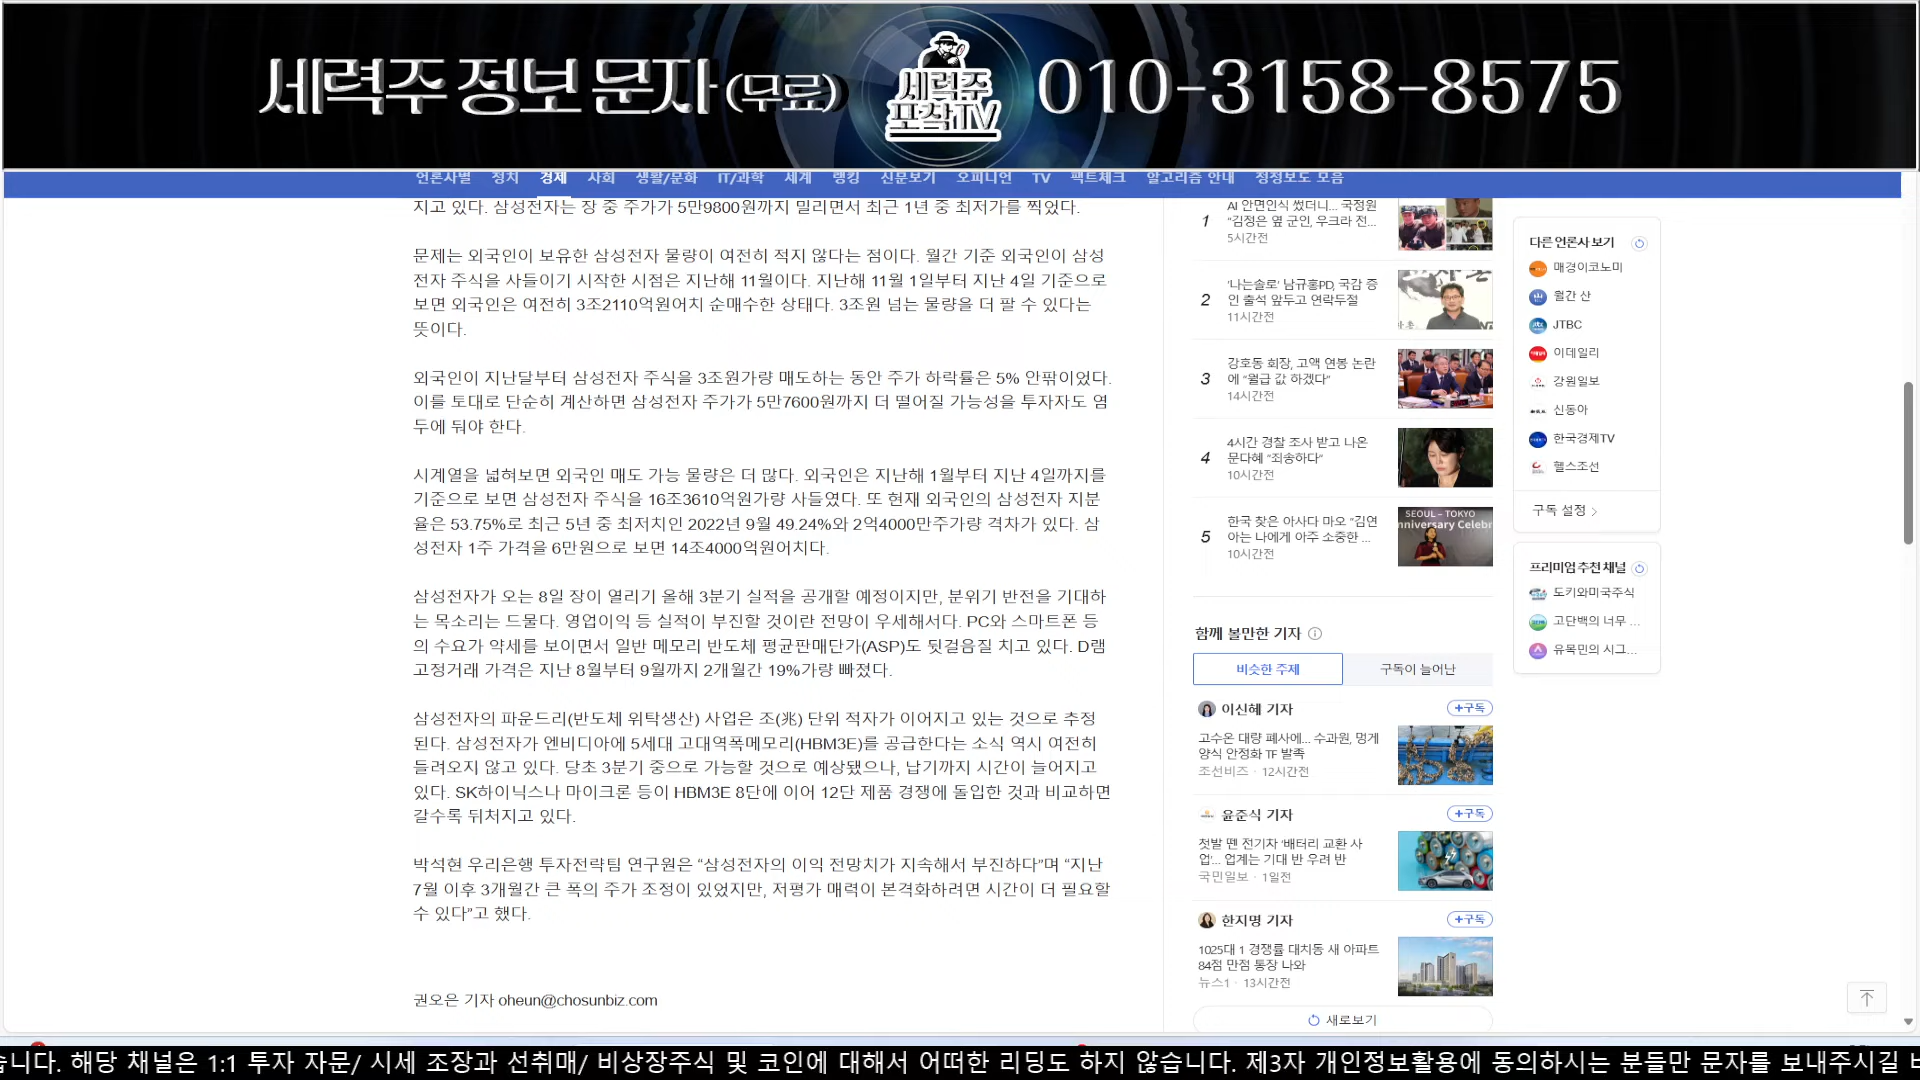 세력주 정보 문자 (무료)
세력주
포착TV
010-3158-8575
언론사별 정치 경제 사회 생활/문화 IT/과학 세계 랭킹 신문보기 오피니언 TV 팩트체크 알고리즘 안내 정정보도 모음
지고 있다. 삼성전자는 장 중 주가가 5만9800원까지 밀리면서 최근 1년 중 최저가를 찍었다.
문제는 외국인이 보유한 삼성전자 물량이 여전히 적지 않다는 점이다. 월간 기준 외국인이 삼성
전자 주식을 사들이기 시작한 시점은 지난해 11월이다. 지난해 11월 1일부터 지난 4일 기준으로
보면 외국인은 여전히 3조2110억원어치 순매수한 상태다. 3조원 넘는 물량을 더 팔 수 있다는
뜻이다.
외국인이 지난달부터 삼성전자 주식을 3조원가량 매도하는 동안 주가 하락률은 5% 안팎이었다.
이를 토대로 단순히 계산하면 삼성전자 주가가 5만7600원까지 더 떨어질 가능성을 투자자도 염
두에 둬야 한다.
시계열을 넓혀보면 외국인 매도 가능 물량은 더 많다. 외국인은 지난해 1월부터 지난 4일까지를
기준으로 보면 삼성전자 주식을 16조3610억원가량 사들였다. 또 현재 외국인의 삼성전자 지분
율은 53.75%로 최근 5년 중 최저치인 2022년 9월 49.24%와 2억4000만주가량 격차가 있다. 삼
성전자 1주 가격을 6만원으로 보면 14조4000억원어치다.
삼성전자가 오는 8일 장이 열리기 올해 3분기 실적을 공개할 예정이지만, 분위기 반전을 기대하
는 목소리는 드물다. 영업이익 등 실적이 부진할 것이란 전망이 우세해서다. PC와 스마트폰 등
의 수요가 약세를 보이면서 일반 메모리 반도체 평균판매단가(ASP)도 뒷걸음질 치고 있다. D램
고정거래 가격은 지난 8월부터 9월까지 2개월간 19%가량 빠졌다.
삼성전자의 파운드리(반도체 위탁생산) 사업은 조(兆) 단위 적자가 이어지고 있는 것으로 추정
된다. 삼성전자가 엔비디아에 5세대 고대역폭메모리(HBM3E)를 공급한다는 소식 역시 여전히
들려오지 않고 있다. 당초 3분기 중으로 가능할 것으로 예상됐으나, 납기까지 시간이 늘어지고
있다. SK하이닉스나 마이크론 등이 HBM3E 8단에 이어 12단 제품 경쟁에 돌입한 것과 비교하면
갈수록 뒤처지고 있다.
박석현 우리은행 투자전략팀 연구원은 “삼성전자의 이익 전망치가 지속해서 부진하다”며 “지난
7월 이후 3개월간 큰 폭의 주가 조정이 있었지만, 저평가 매력이 본격화하려면 시간이 더 필요할
수 있다”고 했다.
권오은 기자 oheun@chosunbiz.com
1
AI 안면인식 썼더니... 국정원
“김정은 옆 군인, 우크라 전...
5시간전
2
'나는솔로' 남규홍PD, 국감 증
인 출석 앞두고 연락두절
11시간전
3
강호동 회장, 고액 연봉 논란
에 “월급 값 하겠다”
14시간전
4
4시간 경찰 조사 받고 나온
문다혜 “죄송하다”
10시간전
5
한국 찾은 아사다 마오 "김연
아는 나에게 아주 소중한 ...
10시간전
SEOUL – TOKYO
nniversary Celebr
함께 볼만한 기자
비슷한 주제 구독이 늘어난
이신혜 기자 +구독
고수온 대량 폐사에... 수과원, 멍게
양식 안정화 TF 발족
조선비즈 · 12시간전
윤준식 기자 +구독
첫발 뗀 전기차 ‘배터리 교환 사
업’... 업계는 기대 반 우려 반
국민일보 · 1일전
한지명 기자 +구독
1025대 1 경쟁률 대치동 새 아파트
84점 만점 통장 나와
뉴스1 · 13시간전
새로보기
다른 언론사 보기
매경이코노미
월간 산
JTBC
이데일리
강원일보
신동아
한국경제TV
헬스조선
구독 설정 >
프리미엄 추천 채널
도키와미국주식
고단백의 너무 ...
유목민의 시그...
습니다. 해당 채널은 1:1 투자 자문/ 시세 조장과 선취매/ 비상장주식 및 코인에 대해서 어떠한 리딩도 하지 않습니다. 제3자 개인정보활용에 동의하시는 분들만 문자를 보내주시길